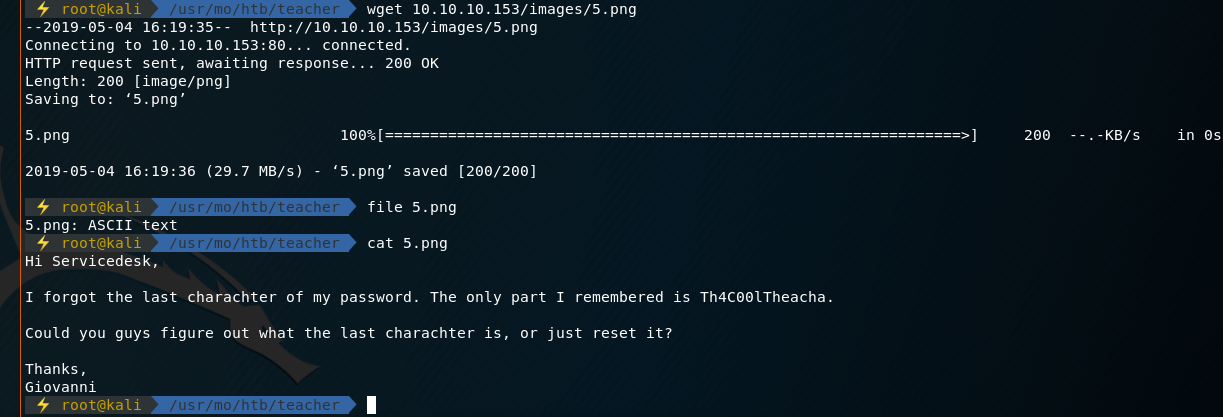 ⚡ root@kali /usr/mo/htb/teacher wget 10.10.10.153/images/5.png
--2019-05-04 16:19:35-- http://10.10.10.153/images/5.png
Connecting to 10.10.10.153:80... connected.
HTTP request sent, awaiting response... 200 OK
Length: 200 [image/png]
Saving to: ‘5.png’
5.png 100%[================================================================>] 200 --.-KB/s in 0s
2019-05-04 16:19:36 (29.7 MB/s) - ‘5.png’ saved [200/200]
⚡ root@kali /usr/mo/htb/teacher file 5.png
5.png: ASCII text
⚡ root@kali /usr/mo/htb/teacher cat 5.png
Hi Servicedesk,
I forgot the last charachter of my password. The only part I remembered is Th4C00lTheacha.
Could you guys figure out what the last charachter is, or just reset it?
Thanks,
Giovanni
⚡ root@kali /usr/mo/htb/teacher